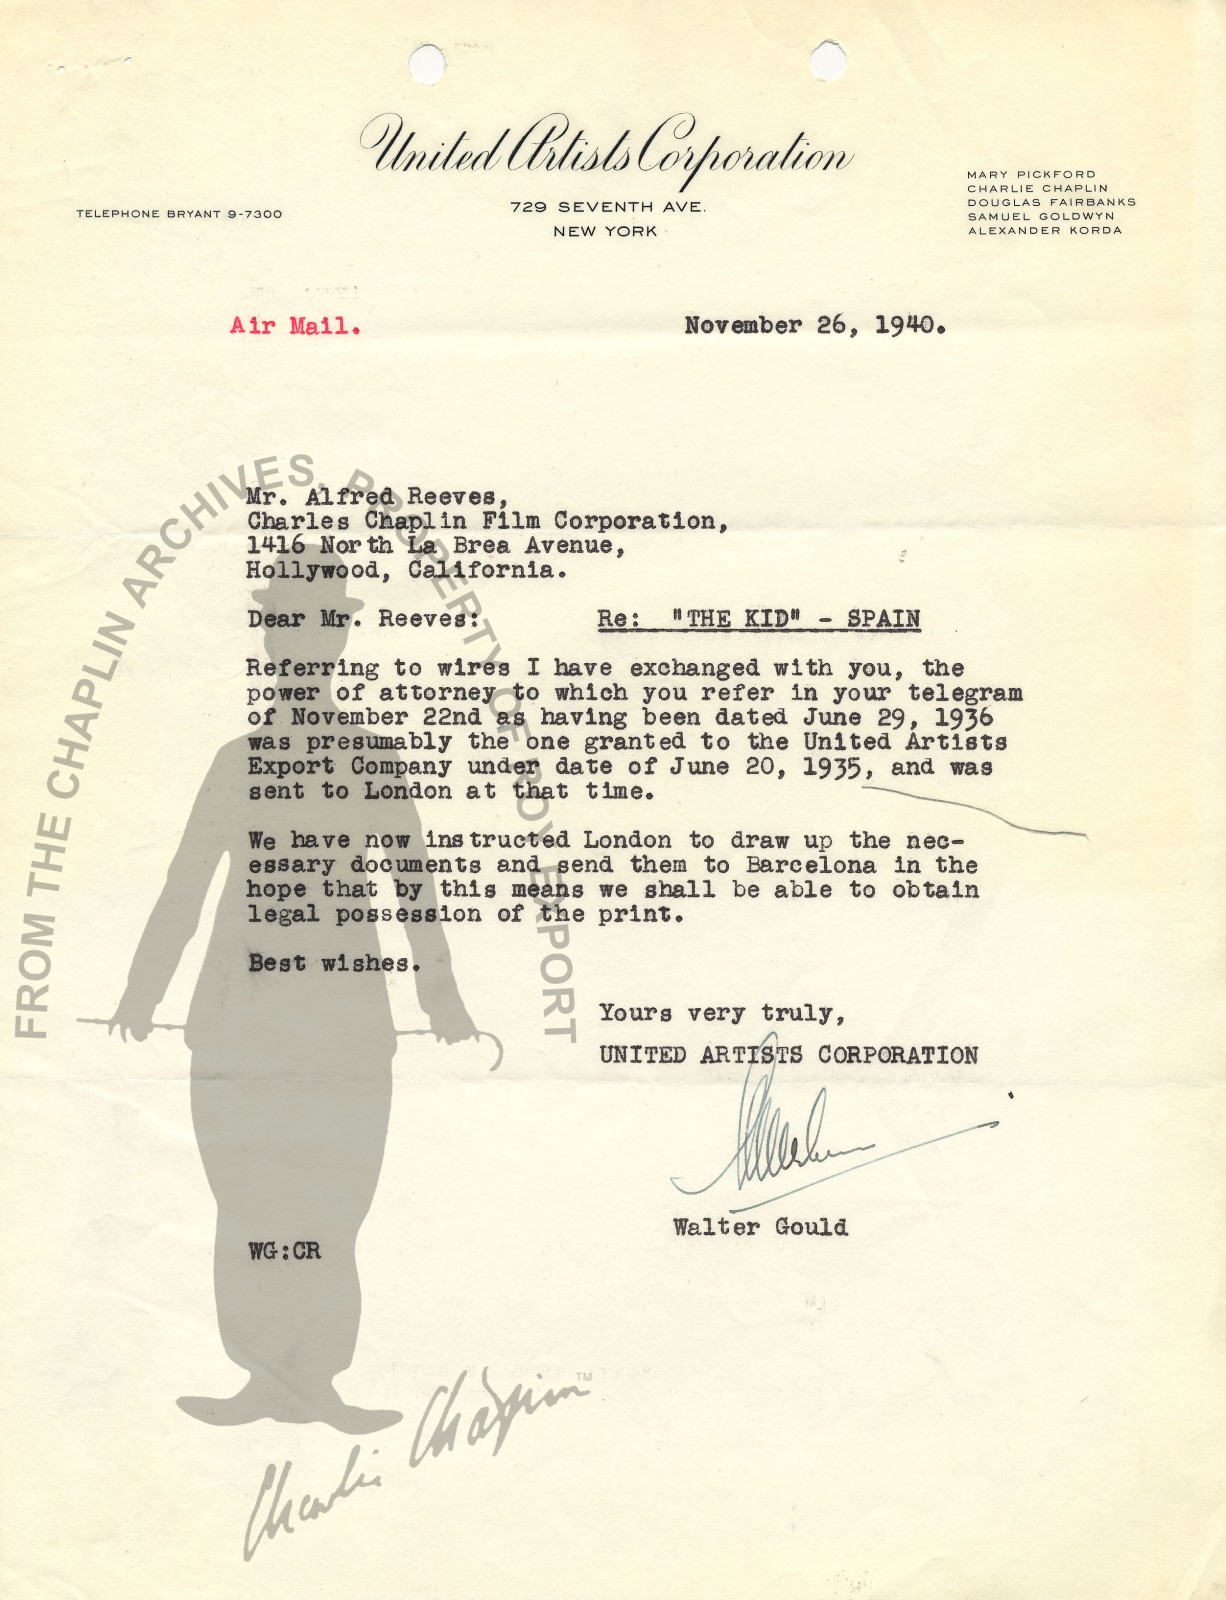 United Artists Corporation
729 SEVENTH AVE.
NEW YORK
TELEPHONE BRYANT 9-7300
MARY PICKFORD
CHARLIE CHAPLIN
DOUGLAS FAIRBANKS
SAMUEL GOLDWYN
ALEXANDER KORDA
Air Mail.
November 26, 1940.
Mr. Alfred Reeves,
Charles Chaplin Film Corporation,
1416 North La Brea Avenue,
Hollywood, California.
Dear Mr. Reeves:
Re: "THE KID" - SPAIN
Referring to wires I have exchanged with you, the
power of attorney to which you refer in your telegram
of November 22nd as having been dated June 29, 1936
was presumably the one granted to the United Artists
Export Company under date of June 20, 1935, and was
sent to London at that time.
We have now instructed London to draw up the nec-
essary documents and send them to Barcelona in the
hope that by this means we shall be able to obtain
legal possession of the print.
Best wishes.
Yours very truly,
UNITED ARTISTS CORPORATION
Walter Gould
WG:CR
FROM THE CHAPLIN ARCHIVES, PROPERTY OF ROY EXPORT
Charlie Chaplin™